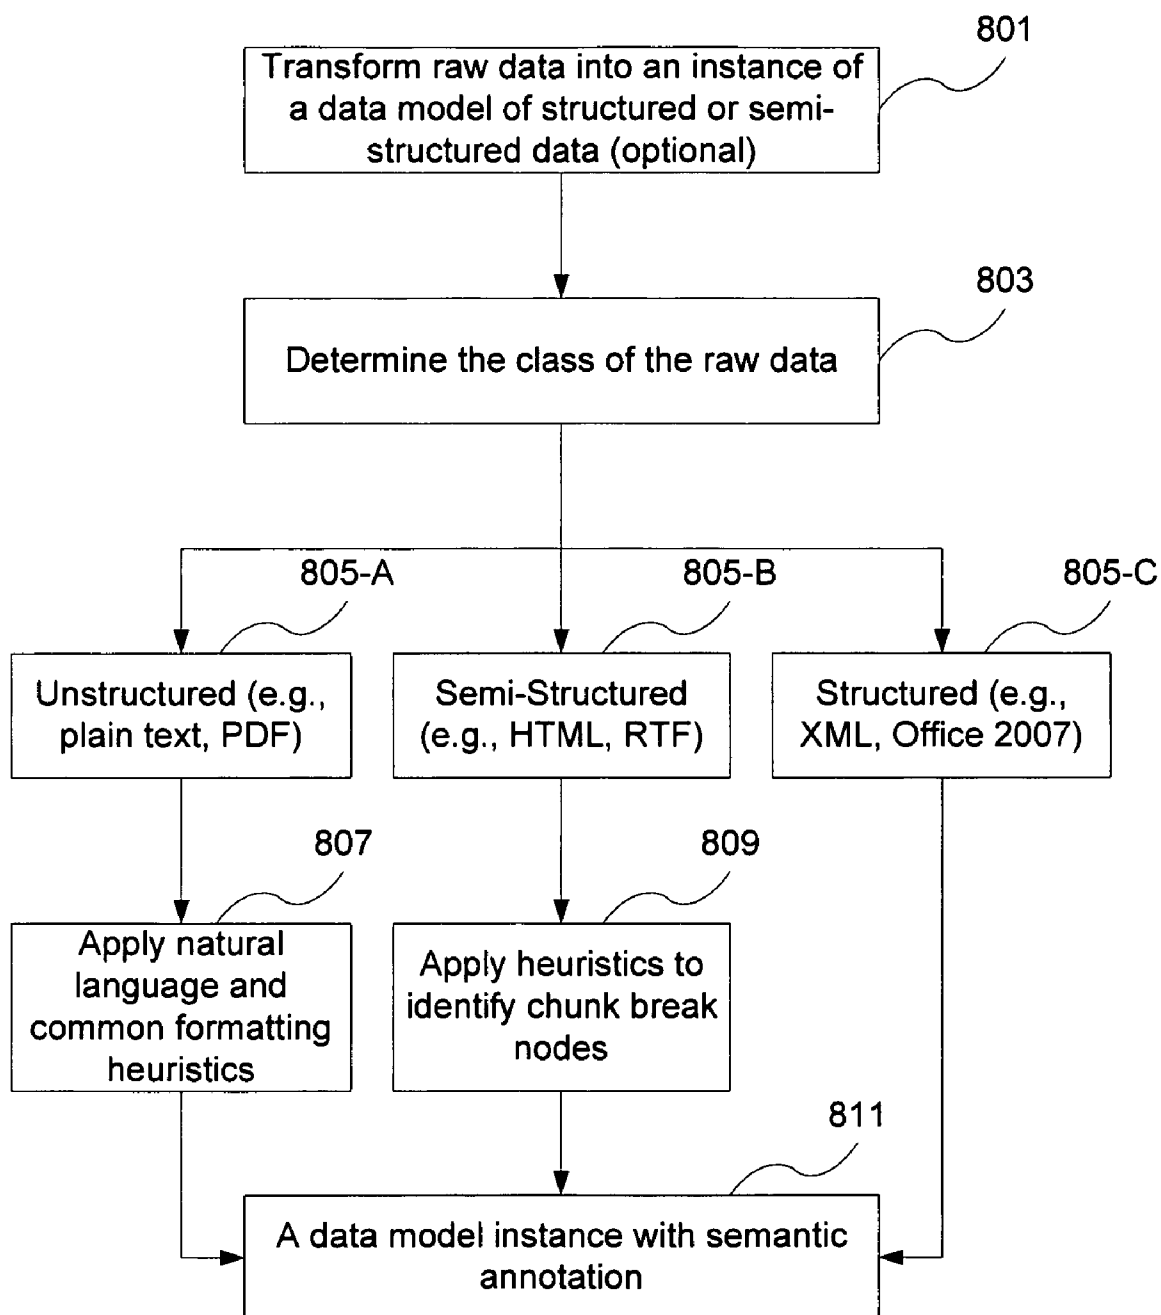 801
Transform raw data into an instance of
a data model of structured or semi-
structured data (optional)
803
Determine the class of the raw data
805-A
805-B
805-C
Unstructured (e.g.,
plain text, PDF)
Semi-Structured
(e.g., HTML, RTF)
Structured (e.g.,
XML, Office 2007)
807
809
Apply natural
language and
common formatting
heuristics
Apply heuristics to
identify chunk break
nodes
811
A data model instance with semantic
annotation